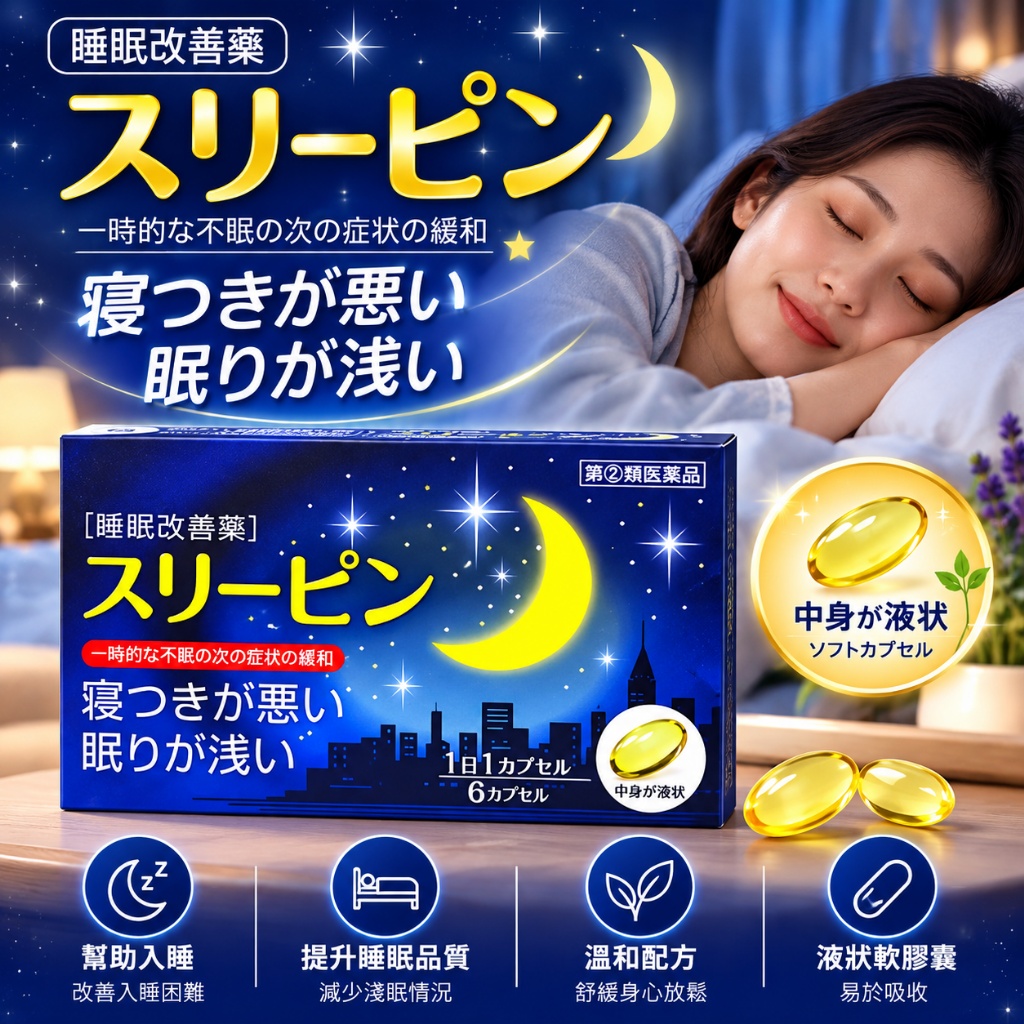 睡眠改善藥
スリーピン
一時的な不眠の次の症状の緩和
寝つきが悪い
眠りが浅い
第②類医薬品
[睡眠改善藥]
スリーピン
一時的な不眠の次の症状の緩和
寝つきが悪い
眠りが浅い
1日1カプセル
6カプセル
中身が液状
中身が液状
ソフトカプセル
幫助入睡
改善入睡困難
提升睡眠品質
減少淺眠情況
溫和配方
舒緩身心放鬆
液狀軟膠囊
易於吸收